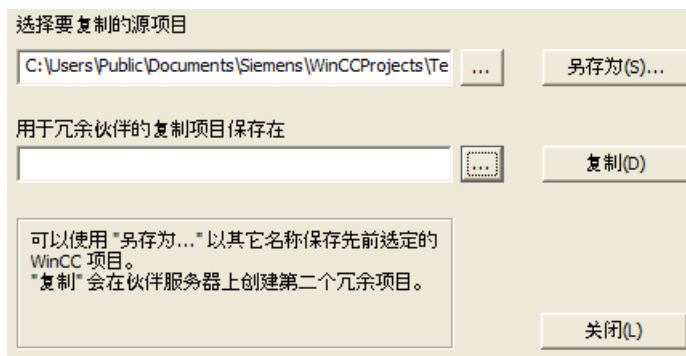 选择要复制的源项目
C:\Users\Public\Documents\Siemens\WinCCProjects\Te
...
另存为(S)...
用于冗余伙伴的复制项目保存在
...
复制(D)
可以使用 "另存为..." 以其它名称保存先前选定的
WinCC 项目。
"复制" 会在伙伴服务器上创建第二个冗余项目。
关闭(L)